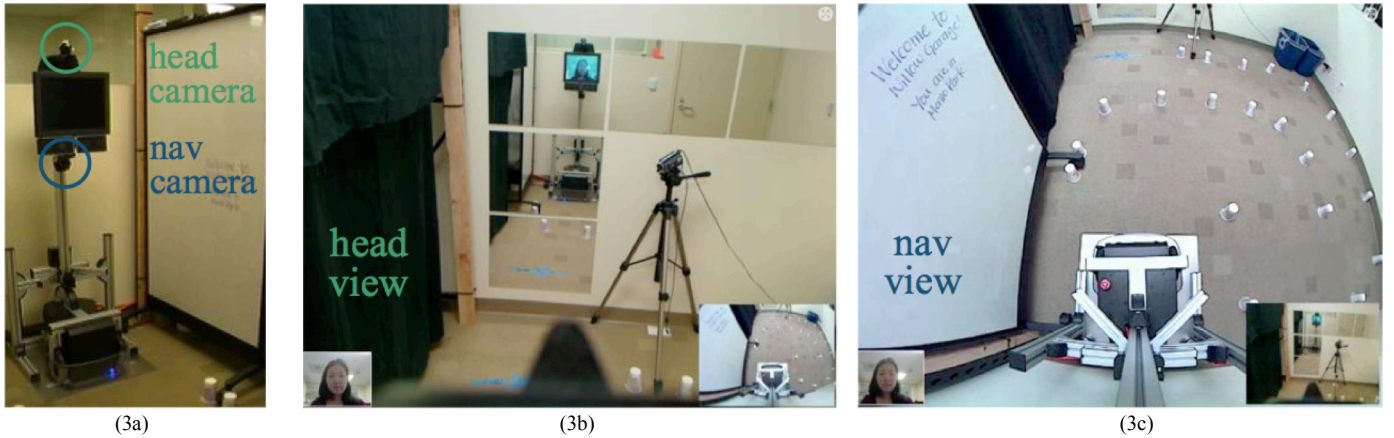 head
camera
nav
camera
head
view
Welcome to
Willow Garage!
You are in
Menlo Park
nav
view
(3a)
(3b)
(3c)